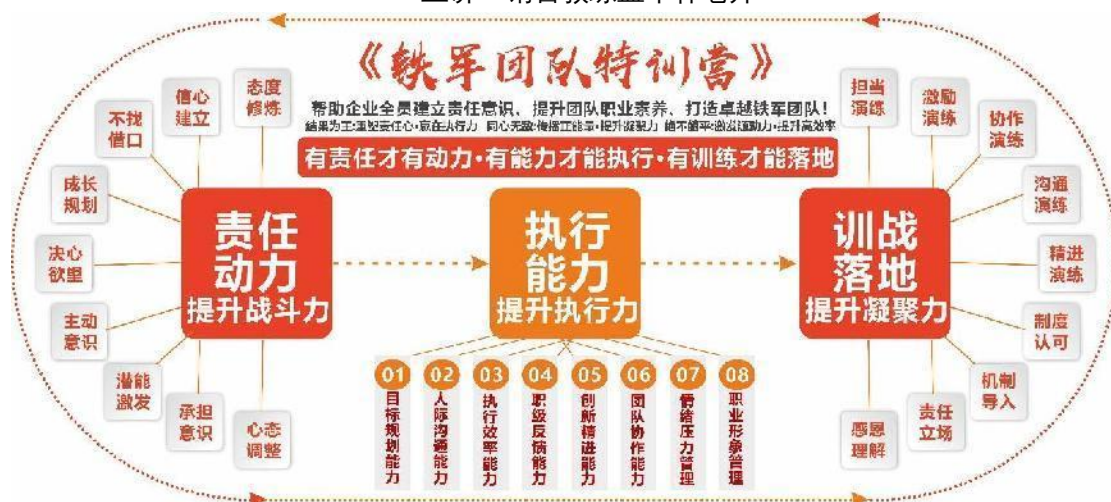 《铁军团队特训营》
帮助企业全员建立责任意识、提升团队职业素养、打造卓越铁军团队!
有责任才有动力·有能力才能执行·有训练才能落地
态度
修炼
信心
建立
不找
借口
成长
规划
决心
欲望
主动
意识
潜能
激发
承担
意识
心态
调整
责任
动力
提升战斗力
执行
能力
提升执行力
01
目标规划能力
02
人际沟通能力
03
执行效率能力
04
职级反馈能力
05
创新精进能力
06
团队协作能力
07
情绪压力管理
08
职业形象管理
训战
落地
提升凝聚力
担当
演练
激励
演练
协作
演练
沟通
演练
精进
演练
制度
认可
机制
导入
责任
立场
感恩
理解